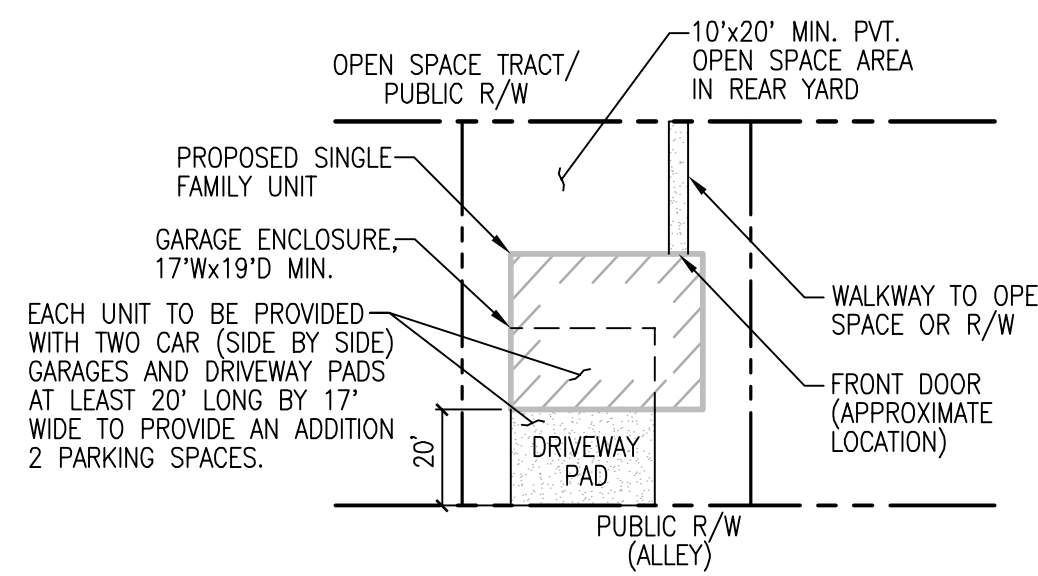 10'x20' MIN. PVT.
OPEN SPACE AREA
IN REAR YARD
OPEN SPACE TRACT/
PUBLIC R/W
PROPOSED SINGLE
FAMILY UNIT
GARAGE ENCLOSURE,
17'Wx19'D MIN.
EACH UNIT TO BE PROVIDED
WITH TWO CAR (SIDE BY SIDE)
GARAGES AND DRIVEWAY PADS
AT LEAST 20' LONG BY 17'
WIDE TO PROVIDE AN ADDITION
2 PARKING SPACES.
WALKWAY TO OPE
SPACE OR R/W
FRONT DOOR
(APPROXIMATE
LOCATION)
20'
DRIVEWAY
PAD
PUBLIC R/W
(ALLEY)